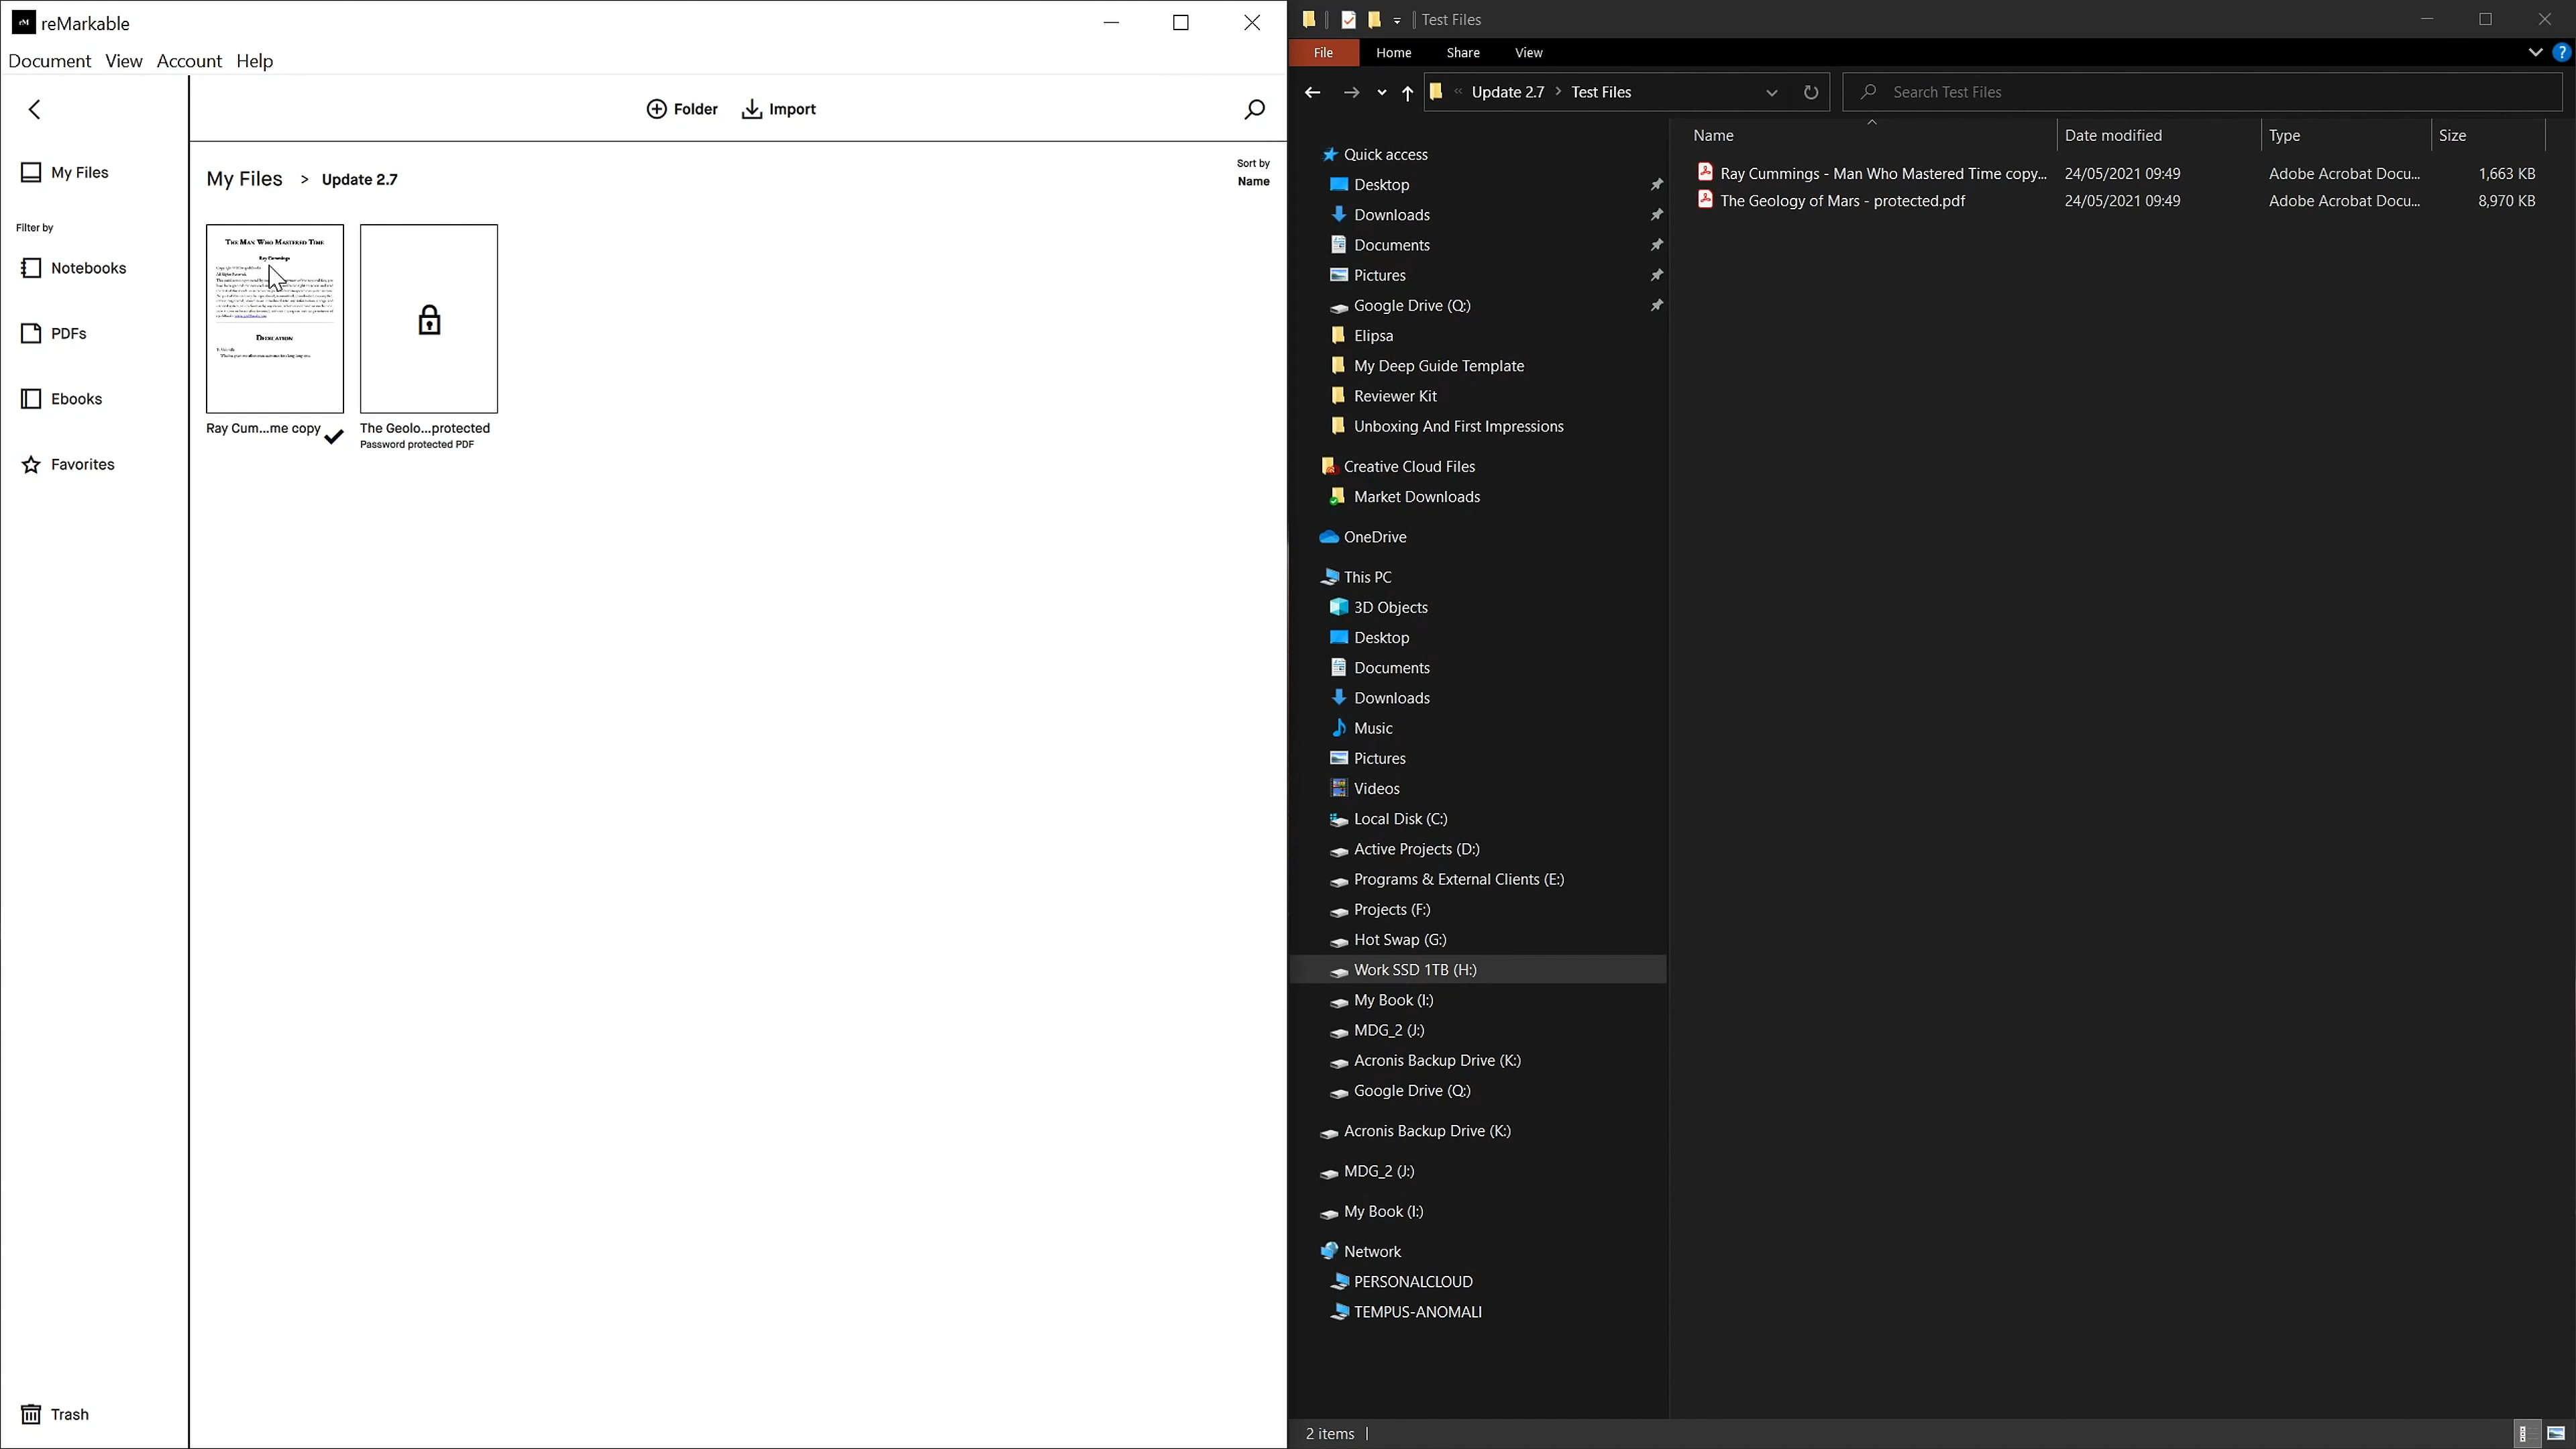 reMarkable
Document View Account Help
Folder Import
My Files
Filter by
Notebooks
PDFs
Ebooks
Favorites
Trash
My Files > Update 2.7
Sort by
Name
THE MAN WHO MASTERED TIME
Ray Cummings
DEDICATION
Ray Cum...me copy
The Geolo...protected
Password protected PDF
Test Files
File Home Share View
« Update 2.7 > Test Files
Search Test Files
Quick access
Desktop
Downloads
Documents
Pictures
Google Drive (Q:)
Elipsa
My Deep Guide Template
Reviewer Kit
Unboxing And First Impressions
Creative Cloud Files
Market Downloads
OneDrive
This PC
3D Objects
Desktop
Documents
Downloads
Music
Pictures
Videos
Local Disk (C:)
Active Projects (D:)
Programs & External Clients (E:)
Projects (F:)
Hot Swap (G:)
Work SSD 1TB (H:)
My Book (I:)
MDG_2 (J:)
Acronis Backup Drive (K:)
Google Drive (Q:)
Acronis Backup Drive (K:)
MDG_2 (J:)
My Book (I:)
Network
PERSONALCLOUD
TEMPUS-ANOMALI
Name Date modified Type Size
Ray Cummings - Man Who Mastered Time copy... 24/05/2021 09:49 Adobe Acrobat Docu... 1,663 KB
The Geology of Mars - protected.pdf 24/05/2021 09:49 Adobe Acrobat Docu... 8,970 KB
2 items